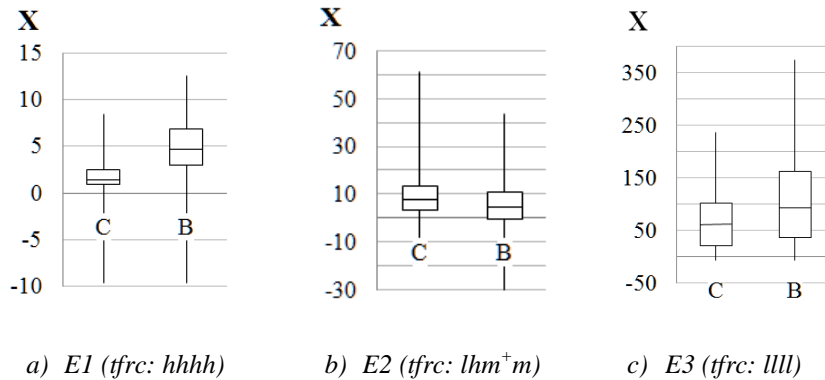 X
15
10
5
0
-5
-10
C
B
a) E1 (tfrc: hhhh)
X
70
50
30
10
-10
-30
C
B
b) E2 (tfrc: lhm⁺m)
X
350
250
150
50
-50
C
B
c) E3 (tfrc: llll)